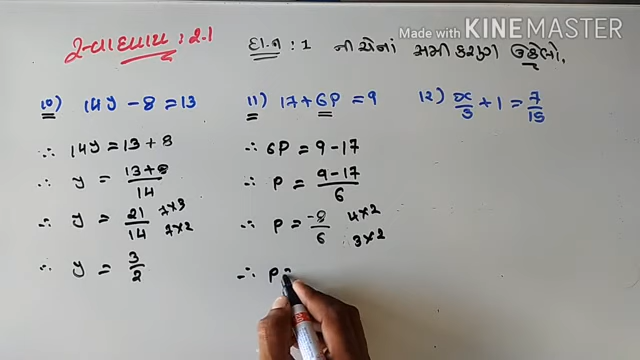 Made with KINEMASTER
સ્વાધ્યાય : 2.1 દા.નં : 1 નીચેનાં સમીકરણ ઉકેલો.
10) 14y - 8 = 13
∴ 14y = 13 + 8
∴ y = 13+8/14
∴ y = 21/14 7×3 7×2
∴ y = 3/2
11) 17 + 6P = 9
∴ 6P = 9 - 17
∴ P = 9-17/6
∴ P = -8/6 4×2 3×2
∴ P =
12) x/3 + 1 = 7/15